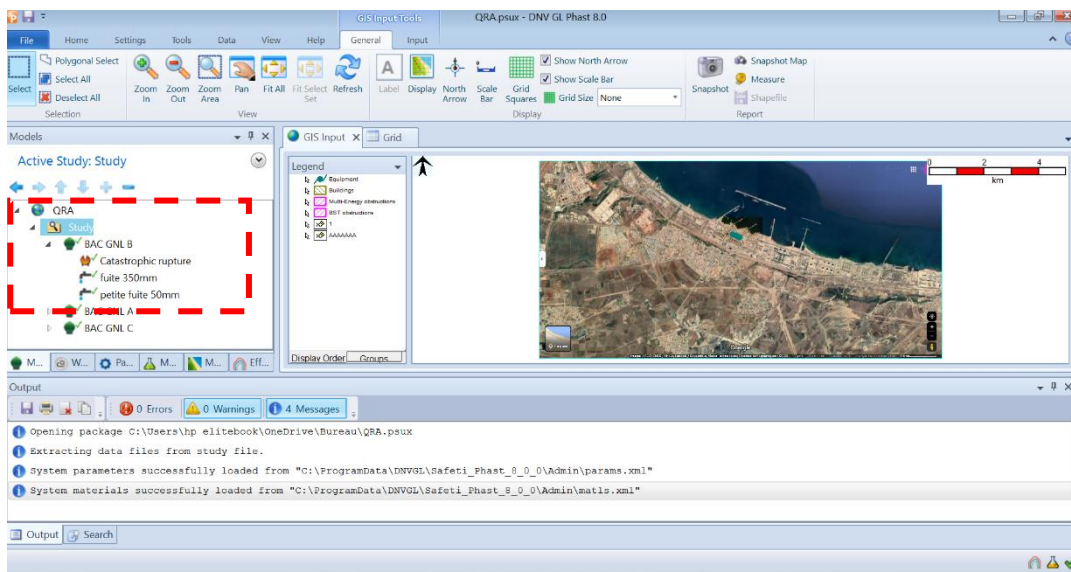 GIS Input Tools
QRA.psux - DNV GL Phast 8.0
File Home Settings Tools Data View Help General Input
Select
Polygonal Select
Select All
Deselect All
Selection
Zoom In
Zoom Out
Zoom Area
Pan
Fit All
Fit Select Set
Refresh
View
Label
Display
North Arrow
Scale Bar
Grid Squares
Show North Arrow
Show Scale Bar
Grid Size None
Display
Snapshot
Snapshot Map
Measure
Shapefile
Report
Models
Active Study: Study
QRA
Study
BAC GNL B
Catastrophic rupture
fuite 350mm
petite fuite 50mm
BAC GNL A
BAC GNL C
M... W... Pa... M... M... Eff...
GIS Input Grid
Legend
Equipment
Buildings
Multi-Energy obstructions
BST obstructions
1
AAAAAAA
Display Order Groups
0 2 4
km
Google
Output
0 Errors 0 Warnings 4 Messages
Opening package C:\Users\hp elitebook\OneDrive\Bureau\QRA.psux
Extracting data files from study file.
System parameters successfully loaded from "C:\ProgramData\DNVGL\Safeti_Phast_8_0_0\Admin\params.xml"
System materials successfully loaded from "C:\ProgramData\DNVGL\Safeti_Phast_8_0_0\Admin\matls.xml"
Output Search